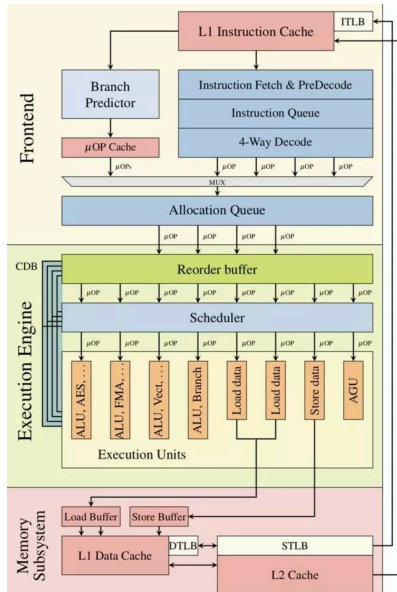 Frontend
L1 Instruction Cache
ITLB
Branch
Predictor
μOP Cache
μOPs
Instruction Fetch & PreDecode
Instruction Queue
4-Way Decode
μOP μOP μOP μOP
MUX
Allocation Queue
μOP μOP μOP μOP
Execution Engine
CDB
Reorder buffer
μOP μOP μOP μOP μOP μOP μOP μOP
Scheduler
μOP μOP μOP μOP μOP μOP μOP μOP
ALU, AES, ...
ALU, FMA, ...
ALU, Vect, ...
ALU, Branch
Load data
Load data
Store data
AGU
Execution Units
Memory
Subsystem
Load Buffer
Store Buffer
L1 Data Cache
DTLB
STLB
L2 Cache